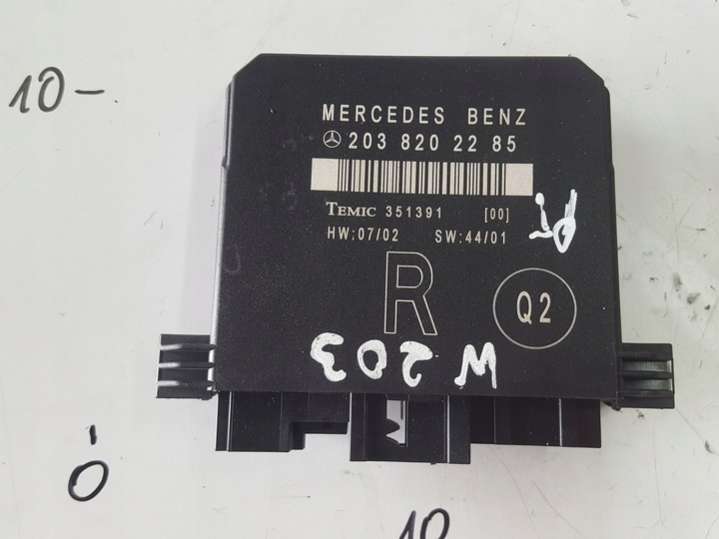 10-
MERCEDES BENZ
203 820 22 85
TEMIC 351391 [00]
HW:07/02 SW:44/01
R
Q2
W203
0
10